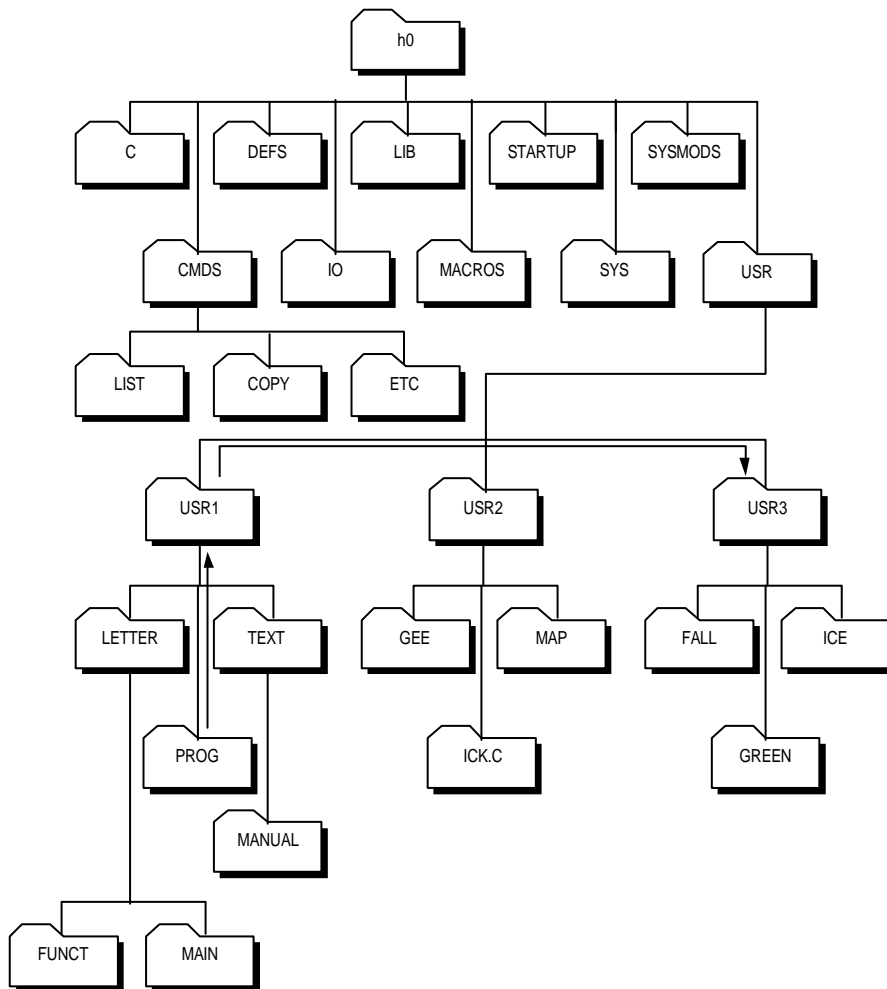 h0
C
DEFS
LIB
STARTUP
SYSMODS
CMDS
IO
MACROS
SYS
USR
LIST
COPY
ETC
USR1
USR2
USR3
LETTER
TEXT
GEE
MAP
FALL
ICE
PROG
ICK.C
GREEN
MANUAL
FUNCT
MAIN